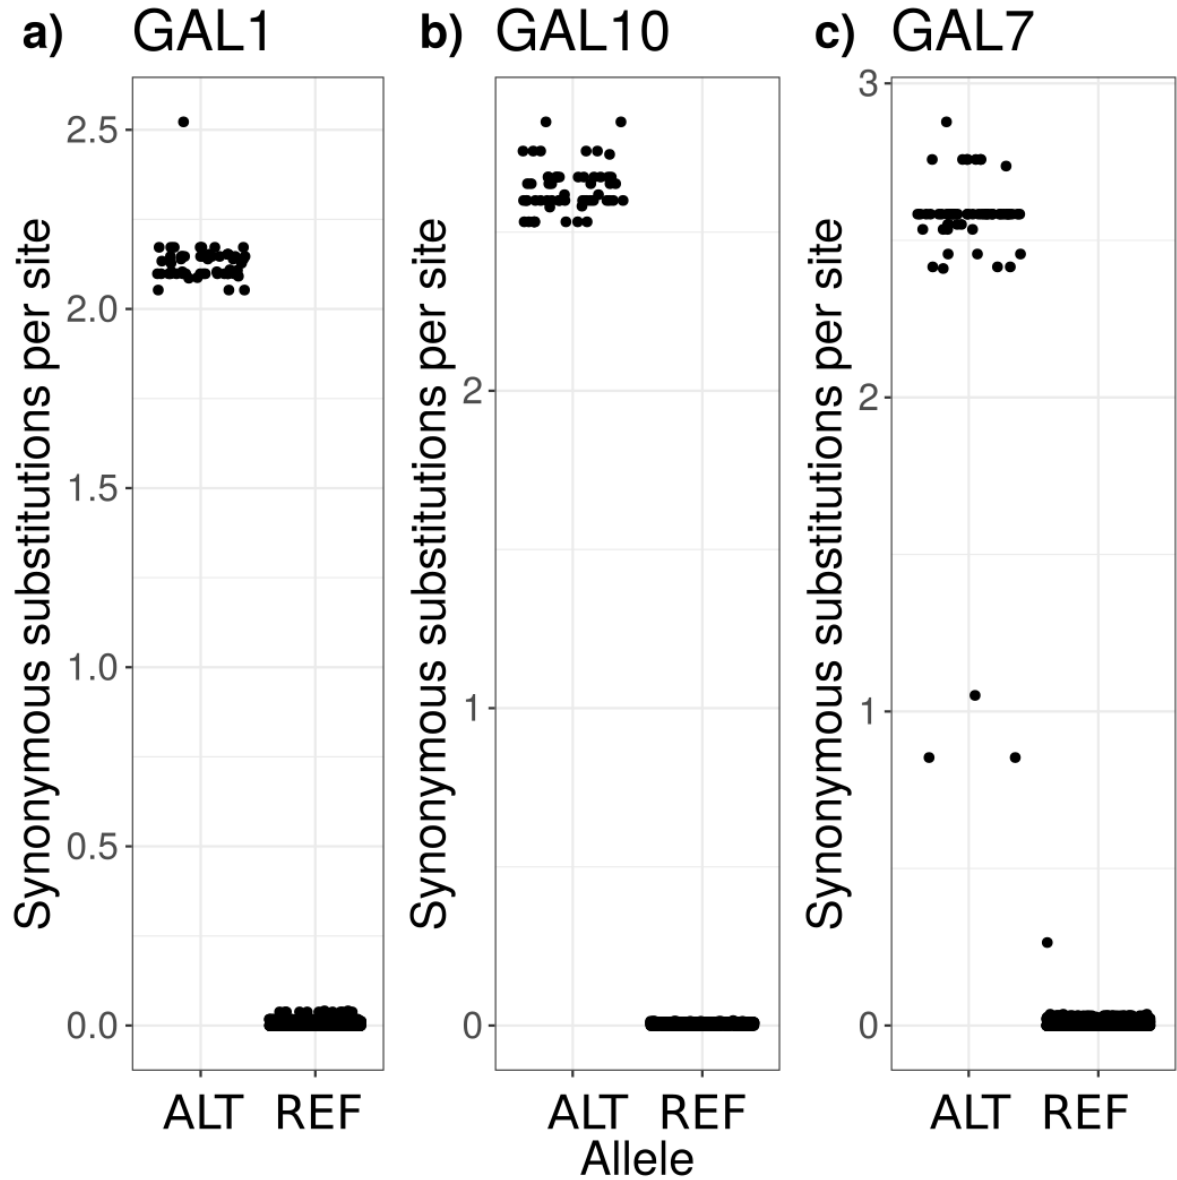 a) GAL1
Synonymous substitutions per site
2.5
2.0
1.5
1.0
0.5
0.0
ALT REF
b) GAL10
Synonymous substitutions per site
2
1
0
ALT REF
Allele
c) GAL7
Synonymous substitutions per site
3
2
1
0
ALT REF